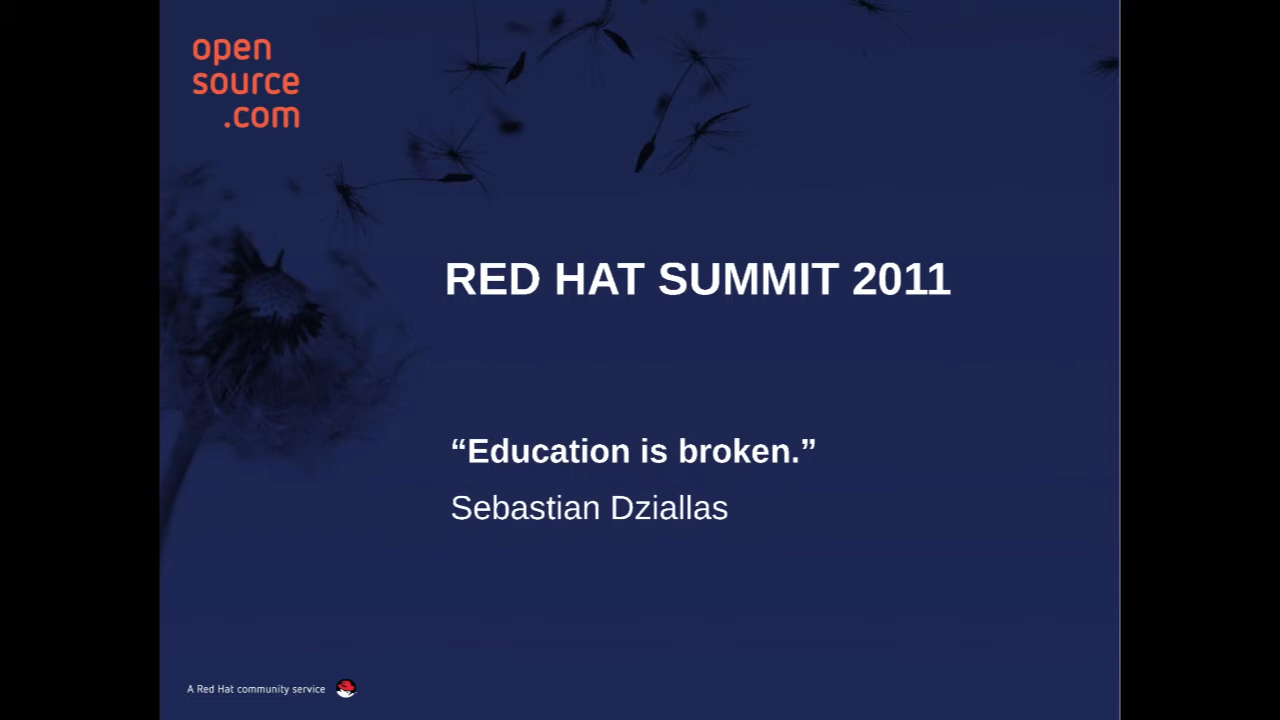 open
source
.com
RED HAT SUMMIT 2011
“Education is broken.”
Sebastian Dziallas
A Red Hat community service